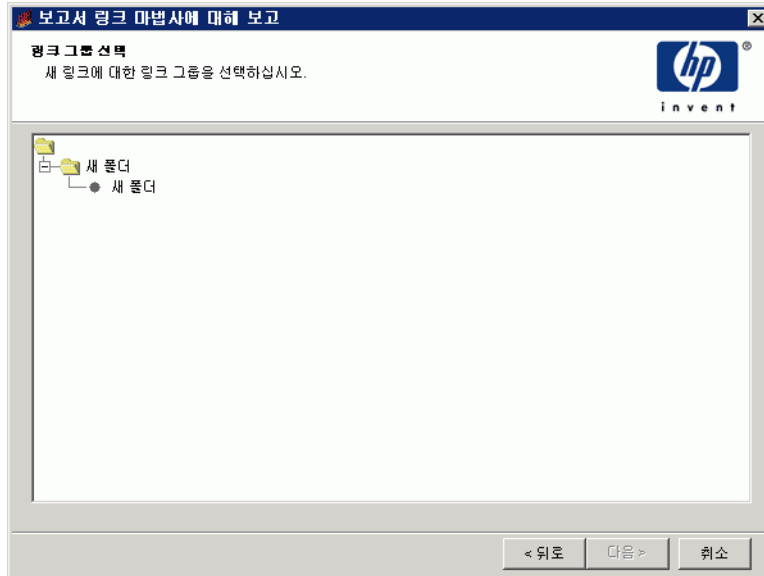 보고서 링크 마법사에 대해 보고
링크 그룹 선택
새 링크에 대한 링크 그룹을 선택하십시오.
hp ®
invent
새 폴더
새 폴더
< 뒤로
다음 >
취소